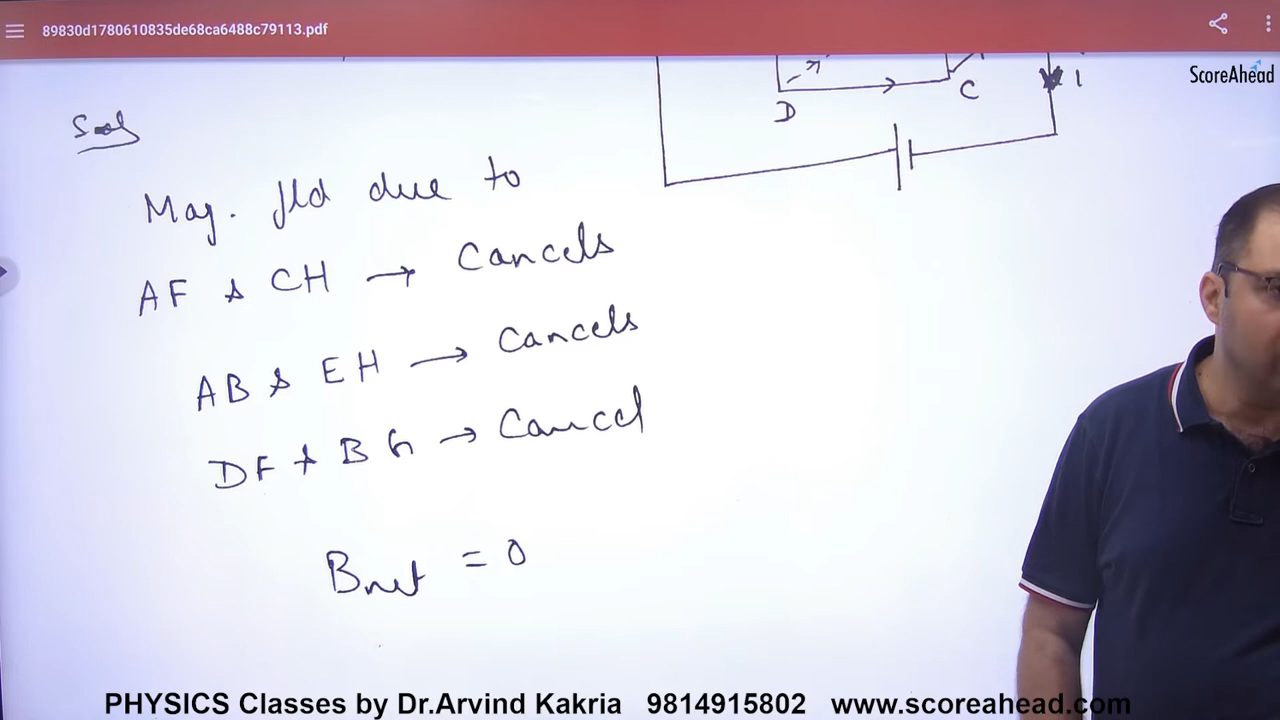 89830d1780610835de68ca6488c79113.pdf
ScoreAhead
D
C
1
Sol
Mag. fld due to
AF & CH → Cancels
AB & EH → Cancels
DF & BG → Cancel
Bnet = 0
PHYSICS Classes by Dr.Arvind Kakria 9814915802 www.scoreahead.com